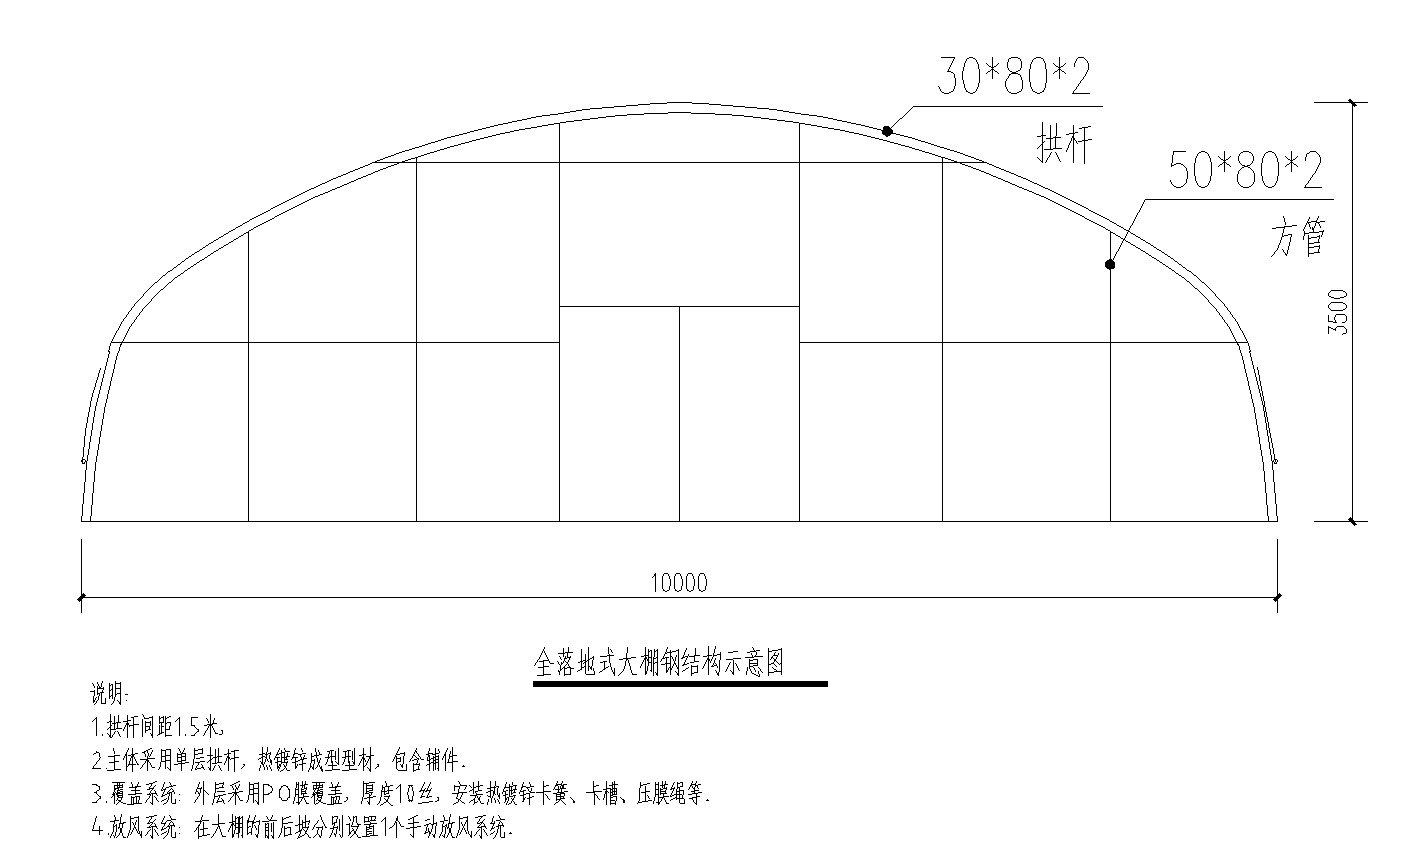 30*80*2
拱杆
50*80*2
方管
3500
10000
全落地式大棚钢结构示意图
说明:
1.拱杆间距1.5米,
2主体采用单层拱杆, 热镀锌成型型材, 包含辅件.
3.覆盖系统: 外层采用PO膜覆盖, 厚度10丝, 安装热镀锌卡簧、卡槽、压膜绳等.
4.放风系统: 在大棚的前后坡分别设置1个手动放风系统.